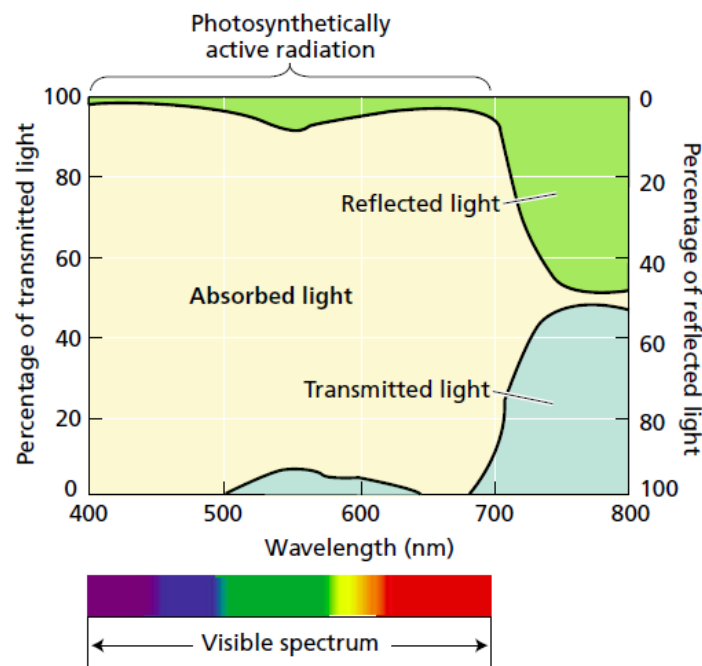 Photosynthetically
active radiation
Percentage of transmitted light
100
80
60
40
20
0
0
20
40
60
80
100
Percentage of reflected light
Reflected light
Absorbed light
Transmitted light
400
500
600
700
800
Wavelength (nm)
Visible spectrum